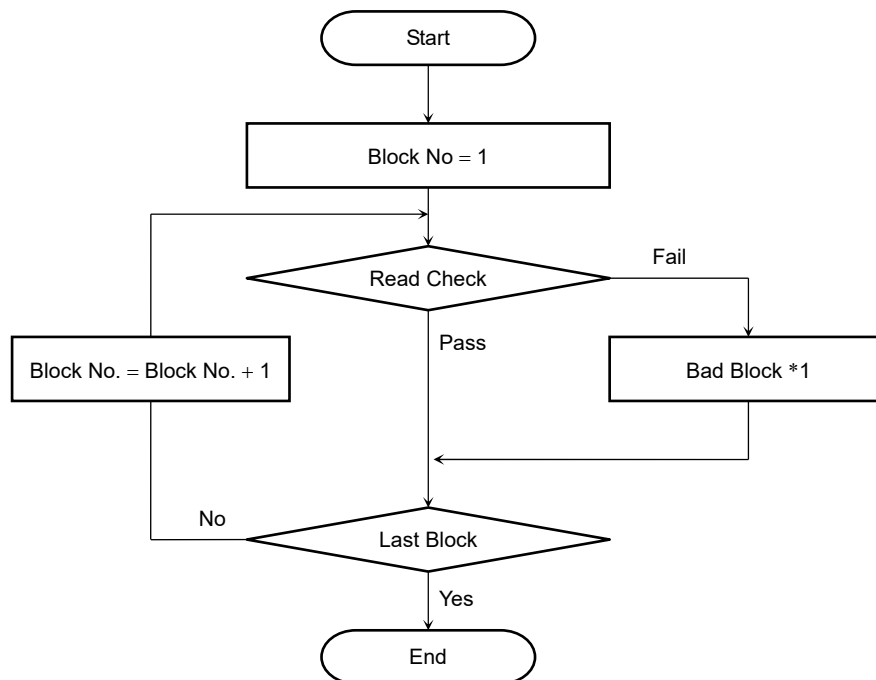 Start
Block No = 1
Read Check
Fail
Pass
Block No. = Block No. + 1
Bad Block *1
No
Last Block
Yes
End